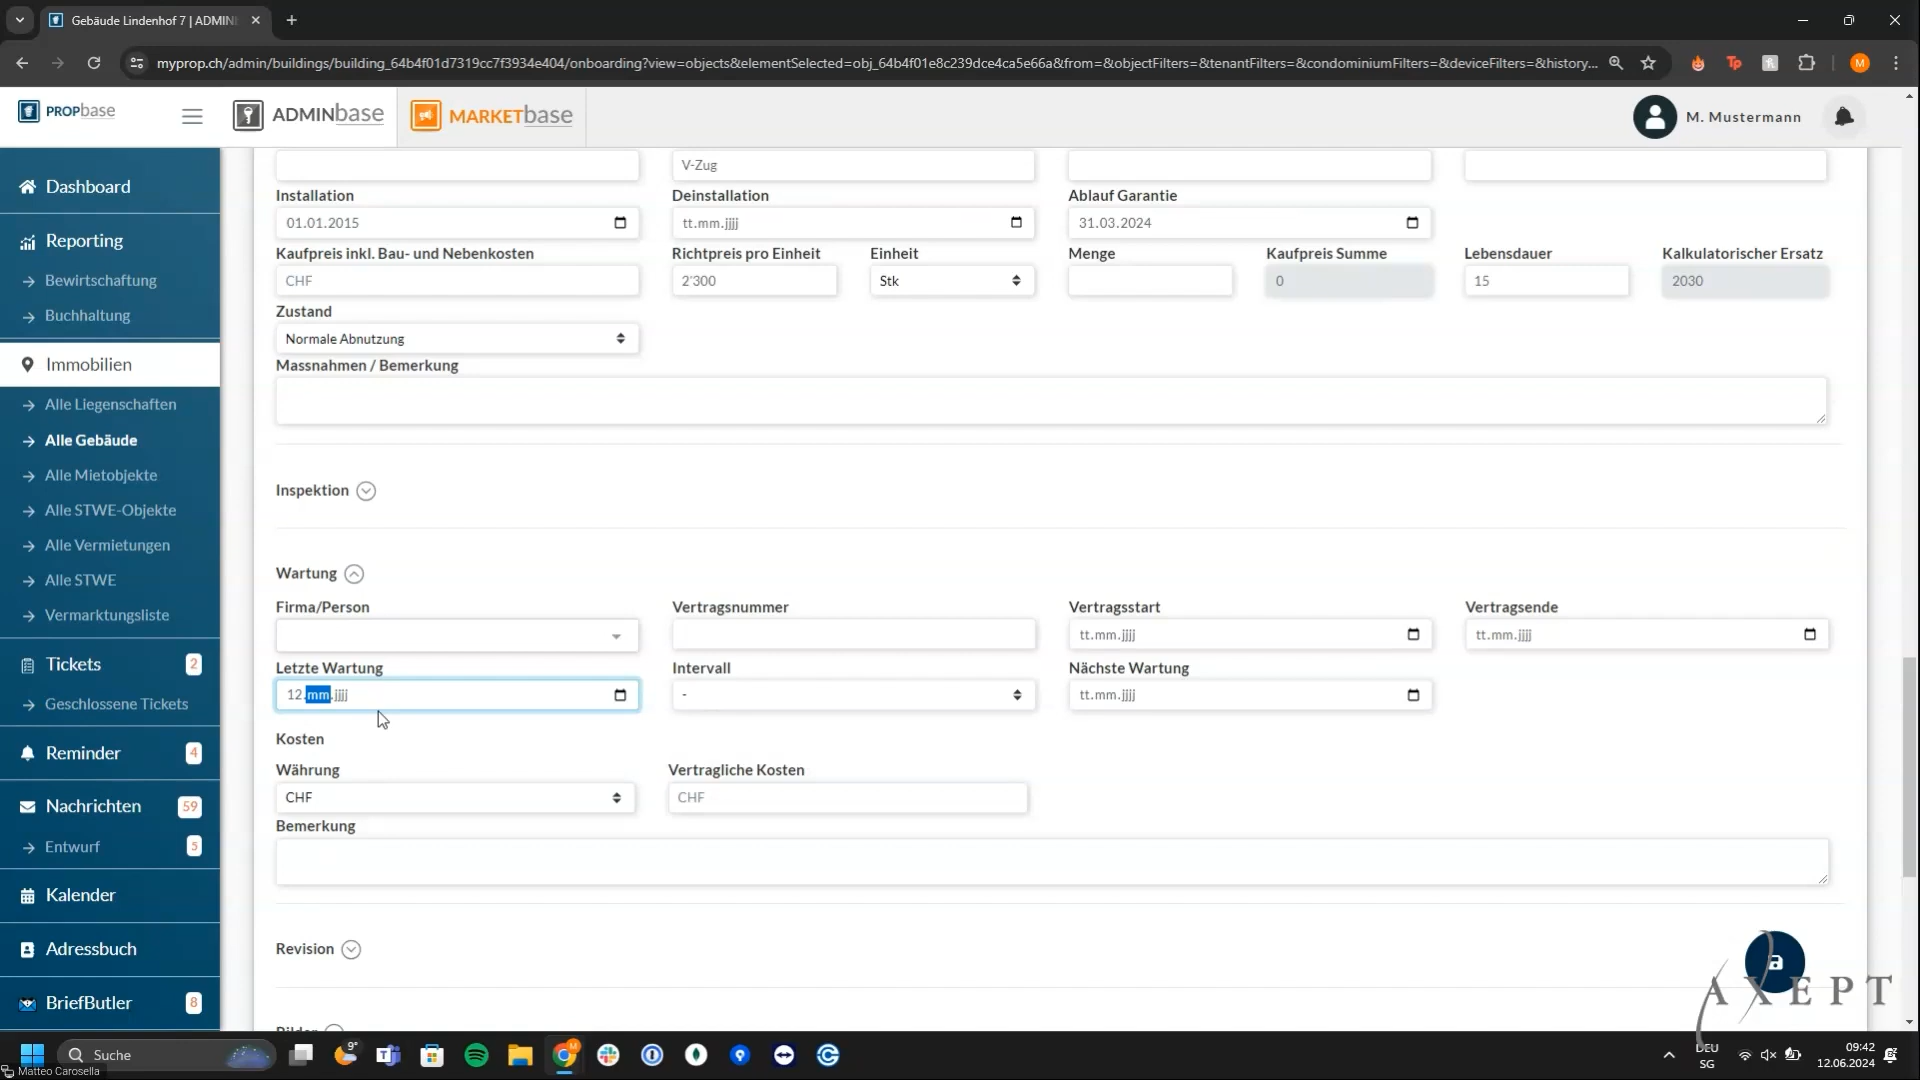 Gebäude Lindenhof 7 | ADMIN
myprop.ch/admin/buildings/building_64b4f01d7319cc7f3934e404/onboarding?view=objects&elementSelected=obj_64b4f01e8c239dce4ca5e66a&from=&objectFilters=&tenantFilters=&condominiumFilters=&deviceFilters=&history...
Tp
M
PROPbase
ADMINbase
MARKETbase
M. Mustermann
Dashboard
Reporting
Bewirtschaftung
Buchhaltung
Immobilien
Alle Liegenschaften
Alle Gebäude
Alle Mietobjekte
Alle STWE-Objekte
Alle Vermietungen
Alle STWE
Vermarktungsliste
Tickets 2
Geschlossene Tickets
Reminder 4
Nachrichten 59
Entwurf 5
Kalender
Adressbuch
BriefButler 8
V-Zug
Installation Deinstallation Ablauf Garantie
01.01.2015 tt.mm.jjjj 31.03.2024
Kaufpreis inkl. Bau- und Nebenkosten Richtpreis pro Einheit Einheit Menge Kaufpreis Summe Lebensdauer Kalkulatorischer Ersatz
CHF 2'300 Stk 0 15 2030
Zustand
Normale Abnutzung
Massnahmen / Bemerkung
Inspektion
Wartung
Firma/Person Vertragsnummer Vertragsstart Vertragsende
tt.mm.jjjj tt.mm.jjjj
Letzte Wartung Intervall Nächste Wartung
12.mm.jjjj - tt.mm.jjjj
Kosten
Währung Vertragliche Kosten
CHF CHF
Bemerkung
Revision
Bilder
AXEPT
Suche
9°
M
DEU
SG
09:42
12.06.2024
Matteo Carosella